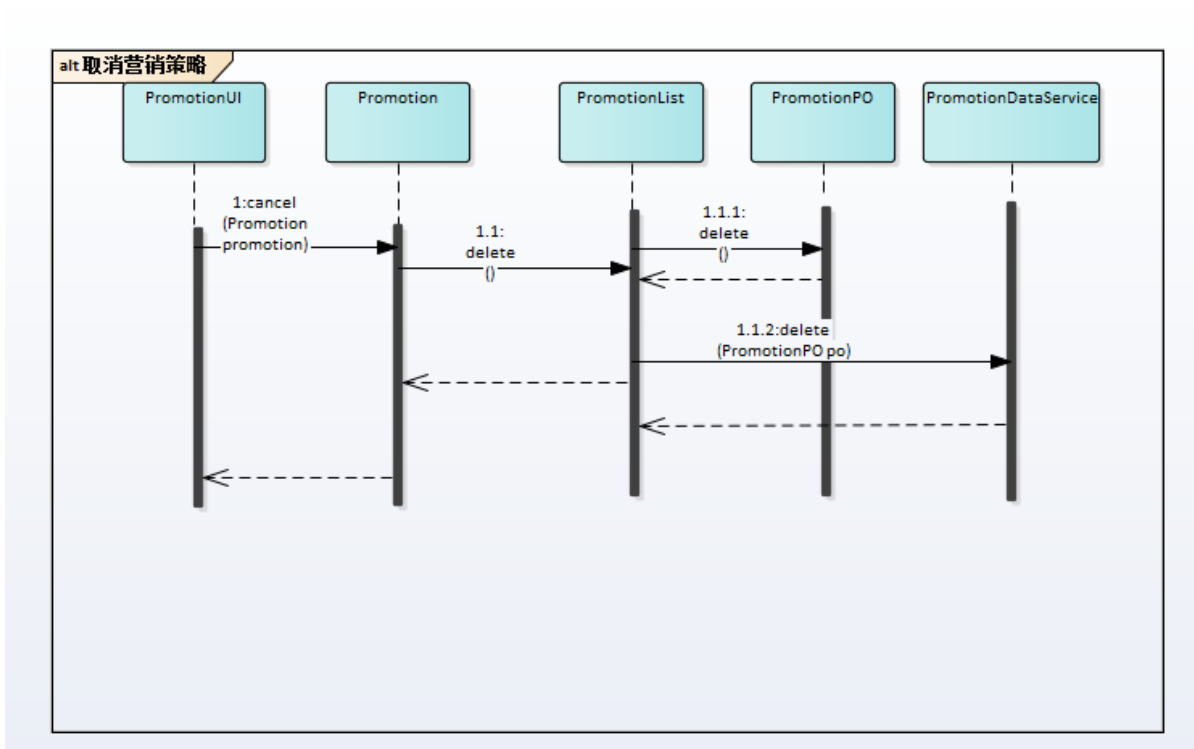 alt 取消营销策略
PromotionUI
Promotion
PromotionList
PromotionPO
PromotionDataService
1:cancel
(Promotion
promotion)
1.1:
delete
()
1.1.1:
delete
()
1.1.2:delete
(PromotionPO po)